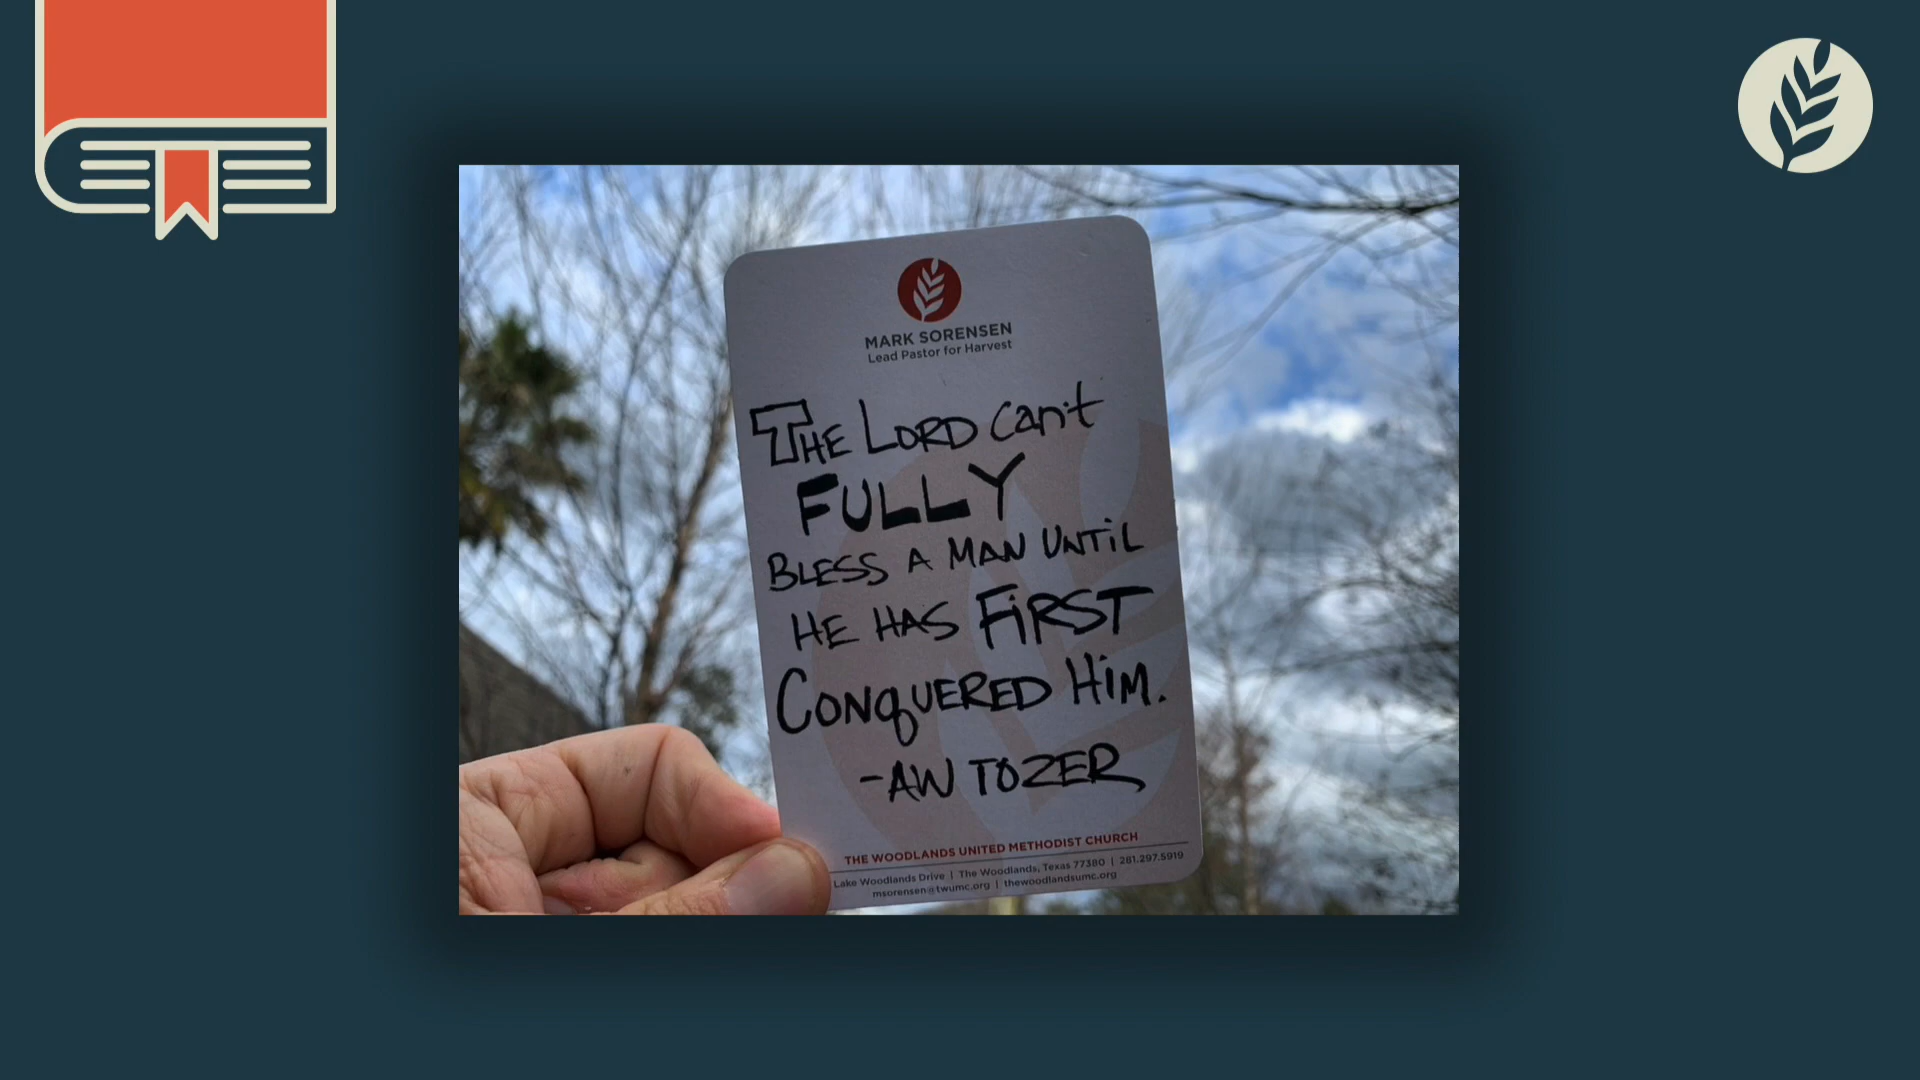 MARK SORENSEN
Lead Pastor for Harvest
THE LORD can't
FULLY
BLESS A MAN UNTiL
HE HAS FiRST
CONQUERED HiM.
-AW TOZER
THE WOODLANDS UNITED METHODIST CHURCH
Lake Woodlands Drive | The Woodlands, Texas 77380 | 281.297.5919
msorensen@twumc.org | thewoodlandsumc.org